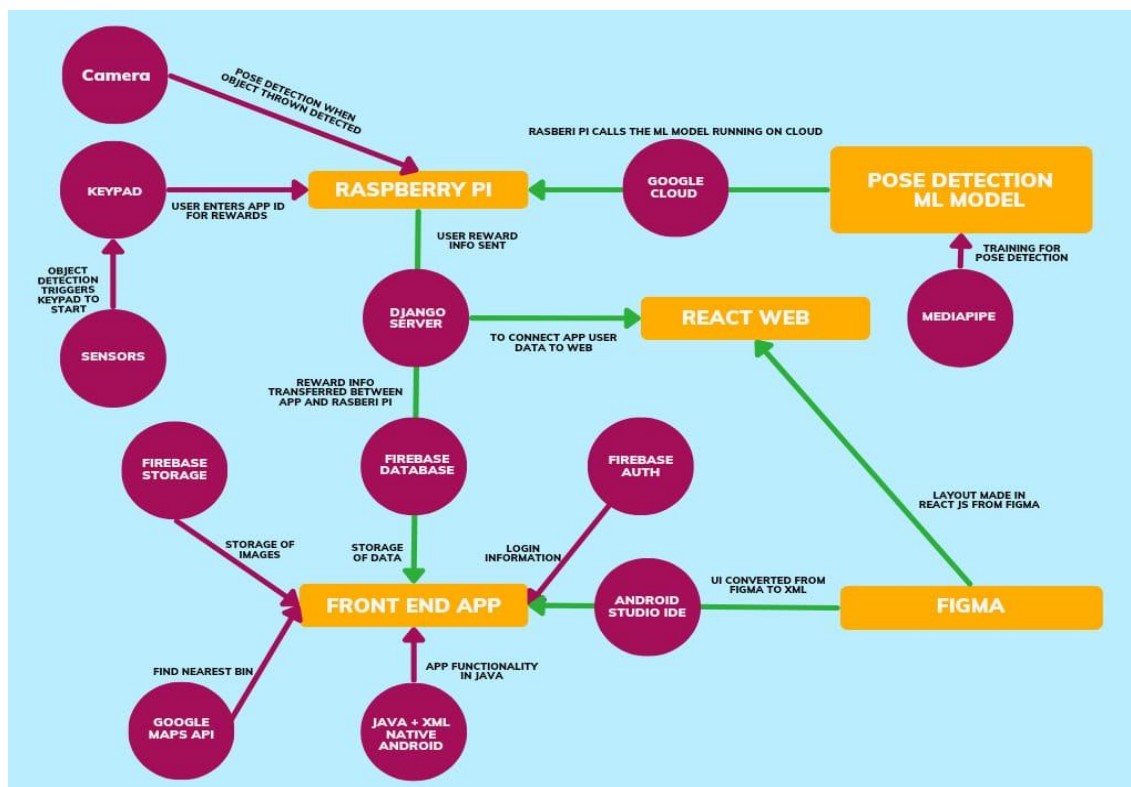 Camera
POSE DETECTION WHEN
OBJECT THROWN DETECTED
RASBERI PI CALLS THE ML MODEL RUNNING ON CLOUD
KEYPAD
USER ENTERS APP ID
FOR REWARDS
RASPBERRY PI
GOOGLE
CLOUD
POSE DETECTION
ML MODEL
USER REWARD
INFO SENT
TRAINING FOR
POSE DETECTION
OBJECT
DETECTION
TRIGGERS
KEYPAD TO
START
SENSORS
DJANGO
SERVER
TO CONNECT APP USER
DATA TO WEB
REACT WEB
MEDIAPIPE
REWARD INFO
TRANSFERRED BETWEEN
APP AND RASBERI PI
FIREBASE
STORAGE
FIREBASE
DATABASE
FIREBASE
AUTH
LAYOUT MADE IN
REACT JS FROM FIGMA
STORAGE OF
IMAGES
STORAGE
OF DATA
LOGIN
INFORMATION
FRONT END APP
ANDROID
STUDIO IDE
UI CONVERTED FROM
FIGMA TO XML
FIGMA
FIND NEAREST BIN
APP FUNCTIONALITY
IN JAVA
GOOGLE
MAPS API
JAVA + XML
NATIVE
ANDROID